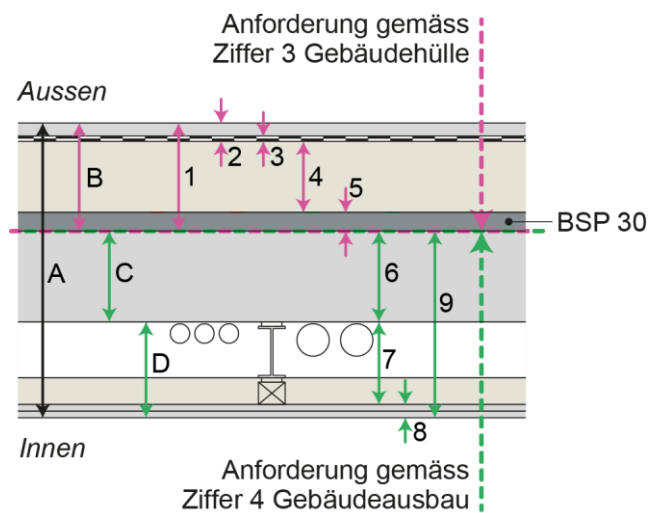 Anforderung gemäss
Ziffer 3 Gebäudehülle
Aussen
B
1
2
3
4
5
BSP 30
A
C
6
9
D
7
8
Innen
Anforderung gemäss
Ziffer 4 Gebäudeausbau